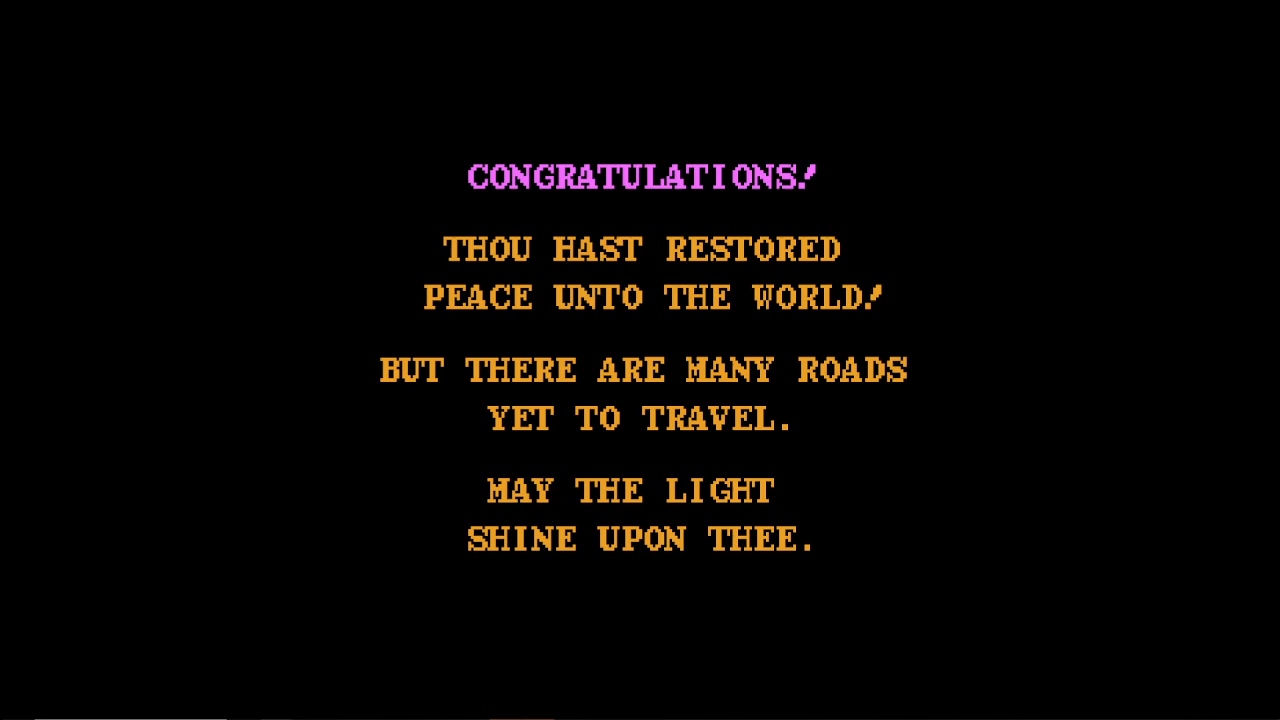 CONGRATULATIONS!
THOU HAST RESTORED
PEACE UNTO THE WORLD!
BUT THERE ARE MANY ROADS
YET TO TRAVEL.
MAY THE LIGHT
SHINE UPON THEE.